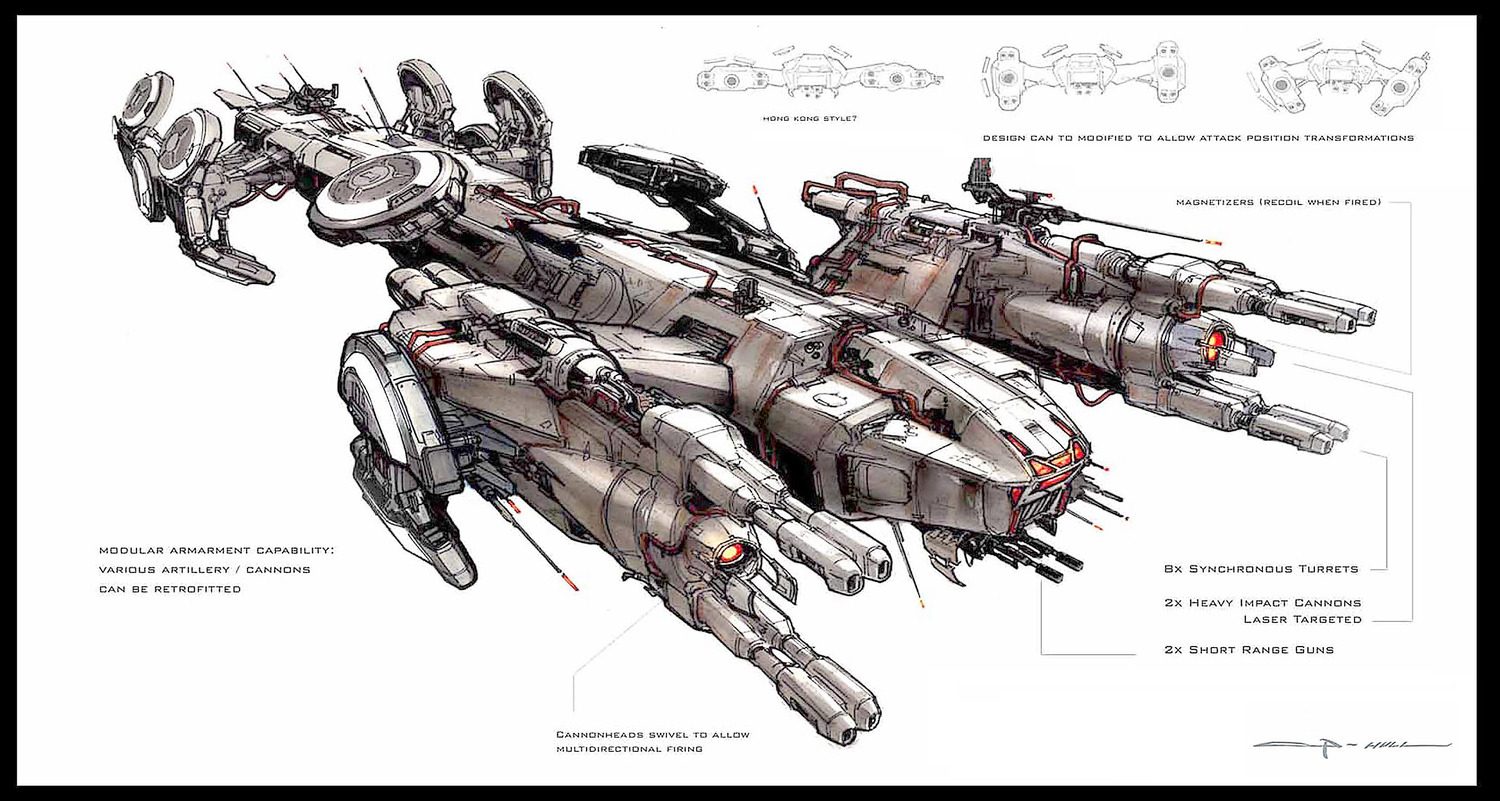 HONG KONG STYLE?
DESIGN CAN TO MODIFIED TO ALLOW ATTACK POSITION TRANSFORMATIONS
MAGNETIZERS (RECOIL WHEN FIRED)
MODULAR ARMARMENT CAPABILITY:
VARIOUS ARTILLERY / CANNONS
CAN BE RETROFITTED
8X SYNCHRONOUS TURRETS
2X HEAVY IMPACT CANNONS
LASER TARGETED
2X SHORT RANGE GUNS
CANNONHEADS SWIVEL TO ALLOW
MULTIDIRECTIONAL FIRING
HULL